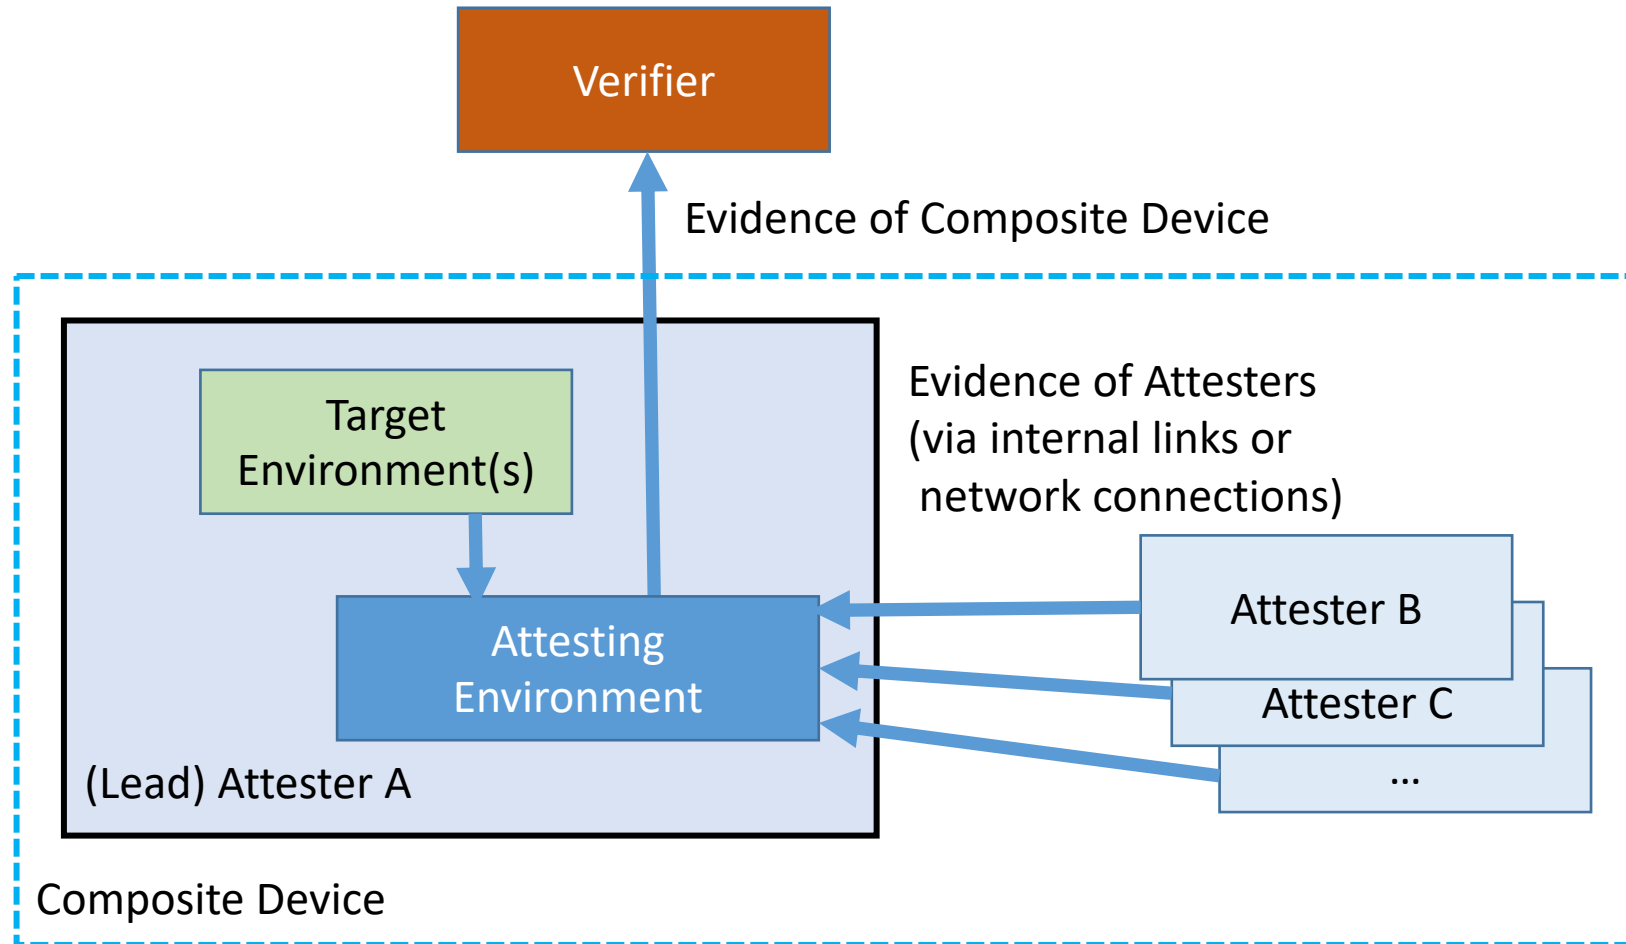 Verifier
Evidence of Composite Device
Target
Environment(s)
Evidence of Attesters
(via internal links or
network connections)
Attester B
Attesting
Environment
Attester C
(Lead) Attester A
...
Composite Device